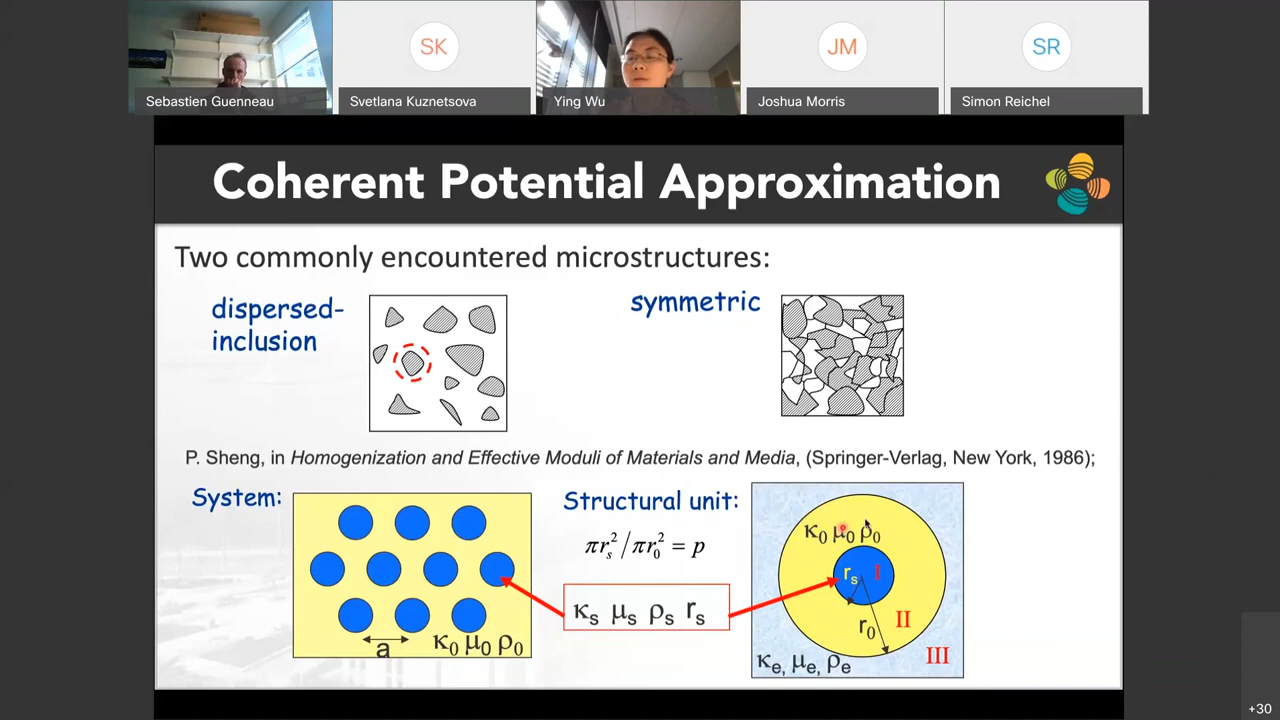 SK
JM
SR
Sebastien Guenneau
Svetlana Kuznetsova
Ying Wu
Joshua Morris
Simon Reichel
Coherent Potential Approximation
Two commonly encountered microstructures:
dispersed-
inclusion
symmetric
P. Sheng, in Homogenization and Effective Moduli of Materials and Media, (Springer-Verlag, New York, 1986);
System:
a
κ₀ μ₀ ρ₀
Structural unit:
πrₛ²/πr₀² = p
κₛ μₛ ρₛ rₛ
κ₀ μ₀ ρ₀
rₛ I
r₀ II
III
κₑ, μₑ, ρₑ
+30